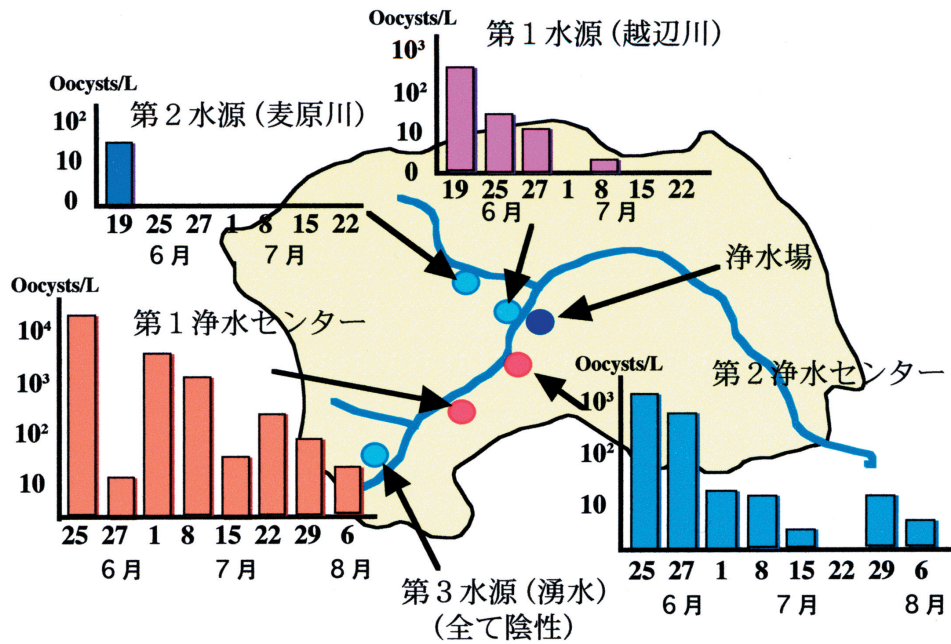 Oocysts/L
第1水源(越辺川)
10³
10²
10
0
19 25 27 1 8 15 22
6月 7月
Oocysts/L
第2水源(麦原川)
10²
10
0
19 25 27 1 8 15 22
6月 7月
浄水場
Oocysts/L
第1浄水センター
10⁴
10³
10²
10
25 27 1 8 15 22 29 6
6月 7月 8月
Oocysts/L
第2浄水センター
10³
10²
10
25 27 1 8 15 22 29 6
6月 7月 8月
第3水源(湧水)
(全て陰性)